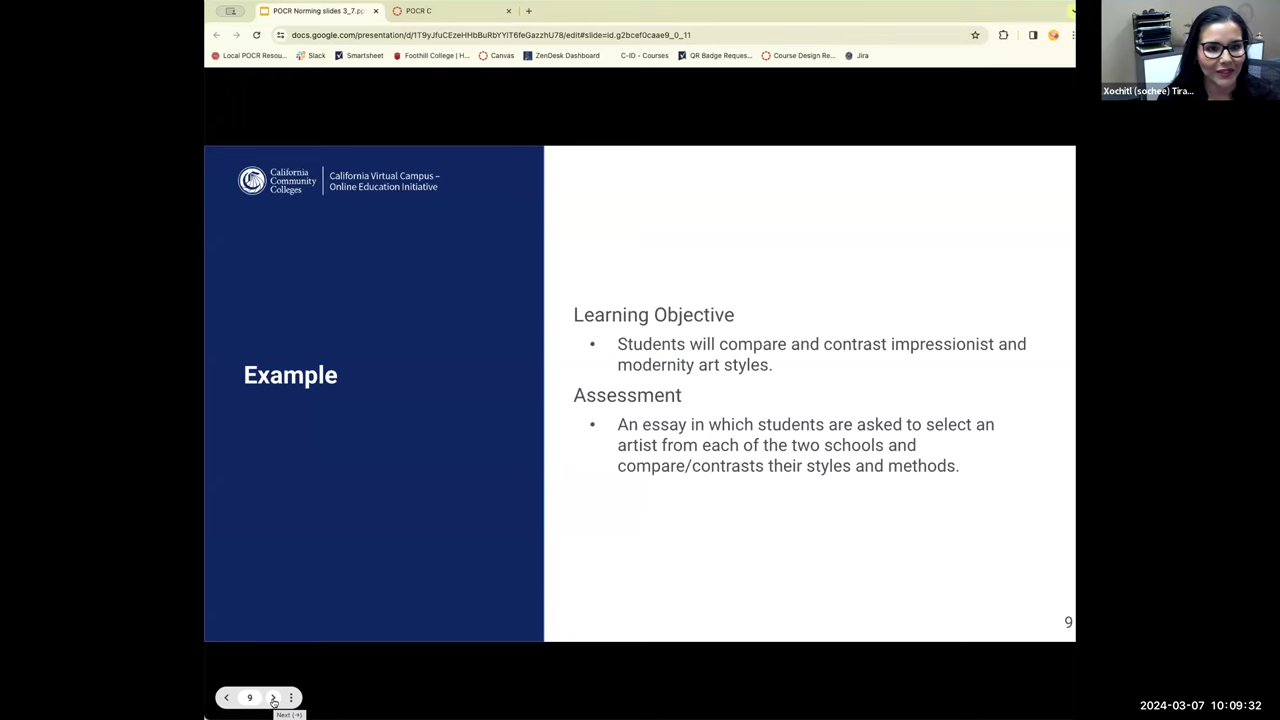 POCR Norming slides 3_7.pp
POCR C
docs.google.com/presentation/d/1T9yJfuCEzeHHbBuRbYYiT6feGazzhU78/edit#slide=id.g2bcef0caae9_0_11
Local POCR Resou...
Slack
Smartsheet
Foothill College | H...
Canvas
ZenDesk Dashboard
C-ID - Courses
QR Badge Reques...
Course Design Re...
Jira
Xochitl (sochee) Tira...
California
Community
Colleges
California Virtual Campus –
Online Education Initiative
Example
Learning Objective
• Students will compare and contrast impressionist and
modernity art styles.
Assessment
• An essay in which students are asked to select an
artist from each of the two schools and
compare/contrasts their styles and methods.
9
9
Next (→)
2024-03-07 10:09:32